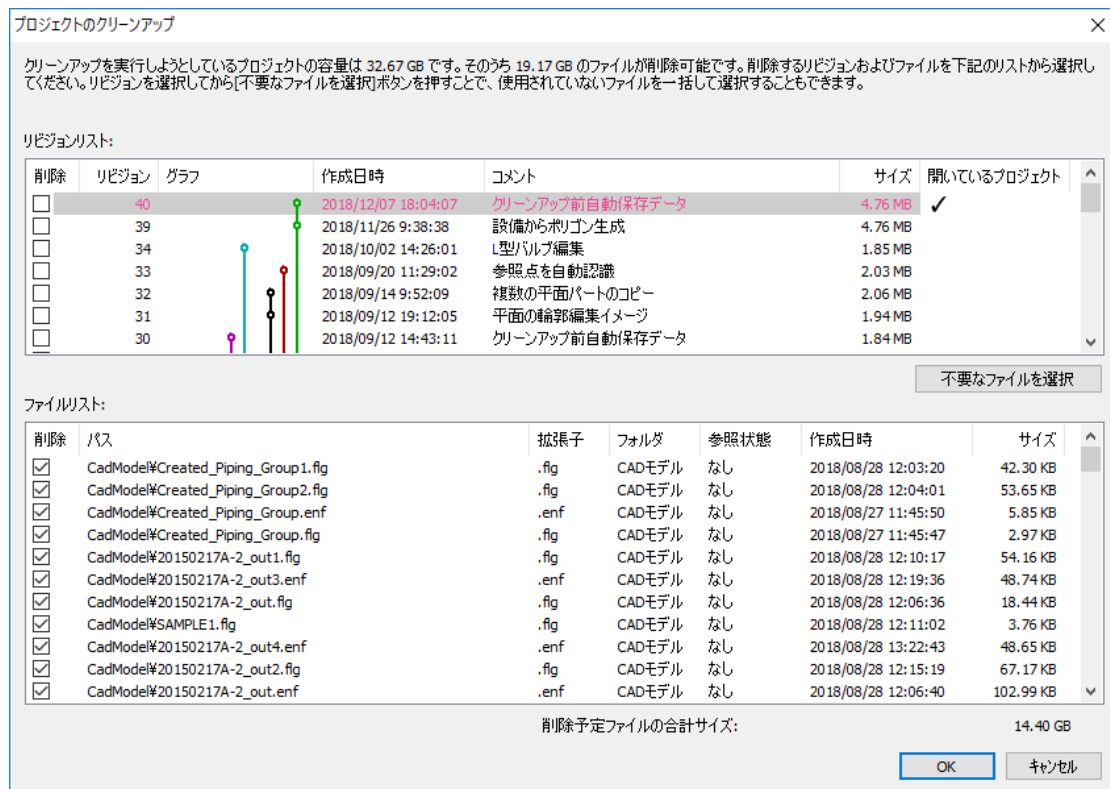 プロジェクトのクリーンアップ
クリーンアップを実行しようとしているプロジェクトの容量は 32.67 GB です。そのうち 19.17 GB のファイルが削除可能です。削除するリビジョンおよびファイルを下記のリストから選択し
てください。リビジョンを選択してから[不要なファイルを選択]ボタンを押すことで、使用されていないファイルを一括して選択することもできます。
リビジョンリスト:
削除 リビジョン グラフ 作成日時 コメント サイズ 開いているプロジェクト
40 2018/12/07 18:04:07 クリーンアップ前自動保存データ 4.76 MB ✓
39 2018/11/26 9:38:38 設備からポリゴン生成 4.76 MB
34 2018/10/02 14:26:01 L型バルブ編集 1.85 MB
33 2018/09/20 11:29:02 参照点を自動認識 2.03 MB
32 2018/09/14 9:52:09 複数の平面パートのコピー 2.06 MB
31 2018/09/12 19:12:05 平面の輪郭編集イメージ 1.94 MB
30 2018/09/12 14:43:11 クリーンアップ前自動保存データ 1.84 MB
不要なファイルを選択
ファイルリスト:
削除 パス 拡張子 フォルダ 参照状態 作成日時 サイズ
CadModel¥Created_Piping_Group1.flg .flg CADモデル なし 2018/08/28 12:03:20 42.30 KB
CadModel¥Created_Piping_Group2.flg .flg CADモデル なし 2018/08/28 12:04:01 53.65 KB
CadModel¥Created_Piping_Group.enf .enf CADモデル なし 2018/08/27 11:45:50 5.85 KB
CadModel¥Created_Piping_Group.flg .flg CADモデル なし 2018/08/27 11:45:47 2.97 KB
CadModel¥20150217A-2_out1.flg .flg CADモデル なし 2018/08/28 12:10:17 54.16 KB
CadModel¥20150217A-2_out3.enf .enf CADモデル なし 2018/08/28 12:19:36 48.74 KB
CadModel¥20150217A-2_out.flg .flg CADモデル なし 2018/08/28 12:06:36 18.44 KB
CadModel¥SAMPLE1.flg .flg CADモデル なし 2018/08/28 12:11:02 3.76 KB
CadModel¥20150217A-2_out4.enf .enf CADモデル なし 2018/08/28 13:22:43 48.65 KB
CadModel¥20150217A-2_out2.flg .flg CADモデル なし 2018/08/28 12:15:19 67.17 KB
CadModel¥20150217A-2_out.enf .enf CADモデル なし 2018/08/28 12:06:40 102.99 KB
削除予定ファイルの合計サイズ: 14.40 GB
OK キャンセル